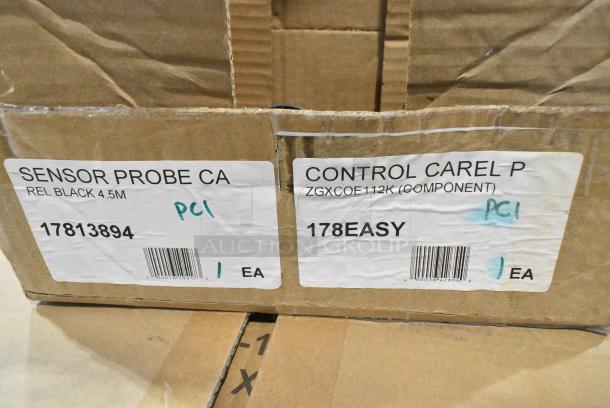 SENSOR PROBE CA
REL BLACK 4.5M
PC1
17813894
1 EA
CONTROL CAREL P
ZGXCOE112K (COMPONENT)
PC1
178EASY
1 EA
AUCTION GROUP
-1
X